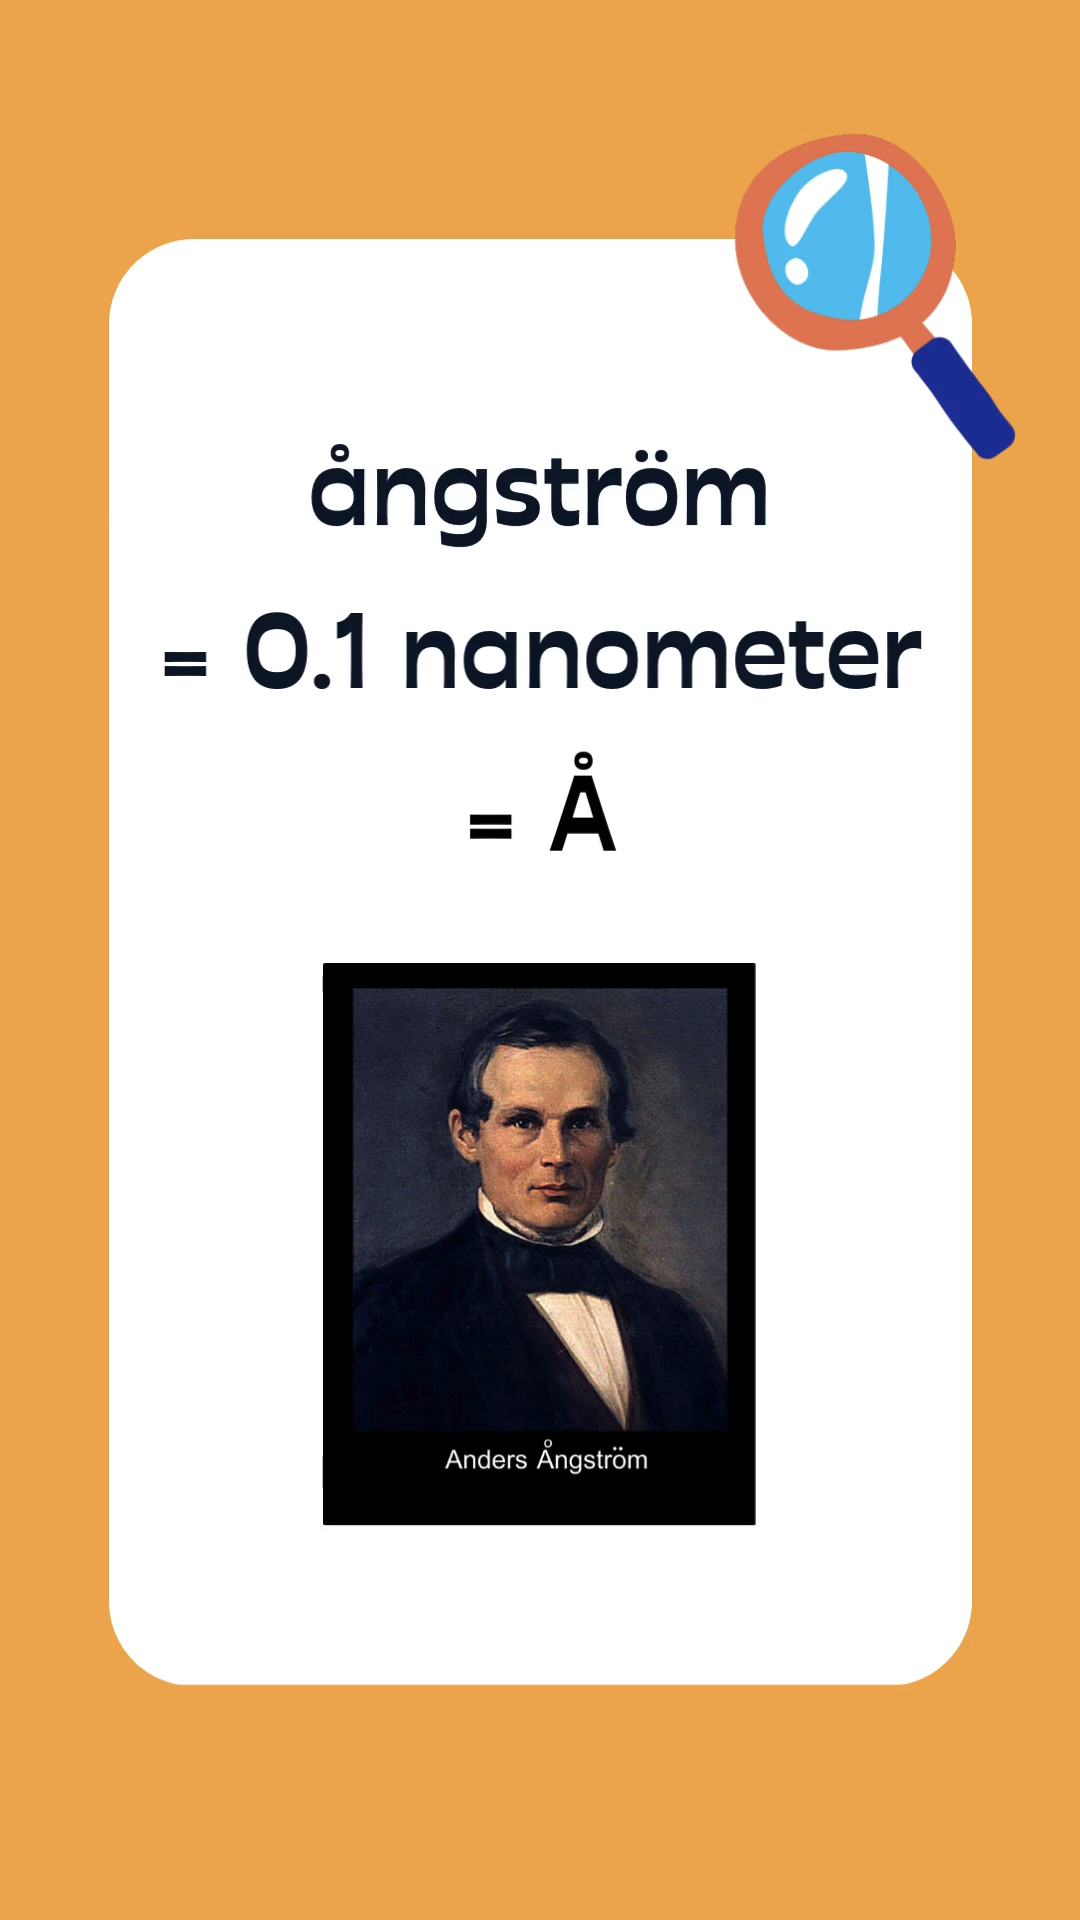 ångström
= 0.1 nanometer
= Å
Anders Ångström